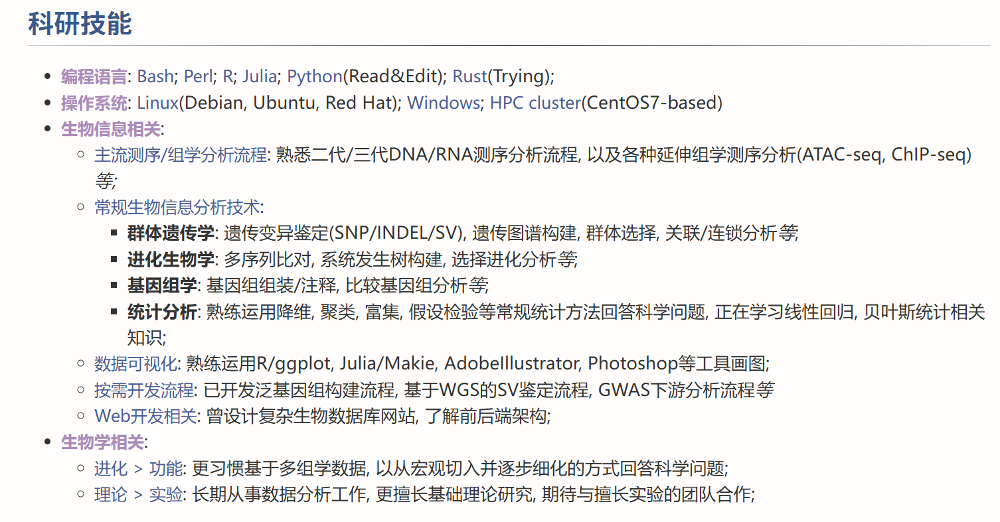 科研技能
编程语言: Bash; Perl; R; Julia; Python(Read&Edit); Rust(Trying);
操作系统: Linux(Debian, Ubuntu, Red Hat); Windows; HPC cluster(CentOS7-based)
生物信息相关:
主流测序/组学分析流程: 熟悉二代/三代DNA/RNA测序分析流程, 以及各种延伸组学测序分析(ATAC-seq, ChIP-seq)
等;
常规生物信息分析技术:
群体遗传学: 遗传变异鉴定(SNP/INDEL/SV), 遗传图谱构建, 群体选择, 关联/连锁分析等;
进化生物学: 多序列比对, 系统发生树构建, 选择进化分析等;
基因组学: 基因组组装/注释, 比较基因组分析等;
统计分析: 熟练运用降维, 聚类, 富集, 假设检验等常规统计方法回答科学问题, 正在学习线性回归, 贝叶斯统计相关
知识;
数据可视化: 熟练运用R/ggplot, Julia/Makie, AdobeIllustrator, Photoshop等工具画图;
按需开发流程: 已开发泛基因组构建流程, 基于WGS的SV鉴定流程, GWAS下游分析流程等
Web开发相关: 曾设计复杂生物数据库网站, 了解前后端架构;
生物学相关:
进化 > 功能: 更习惯基于多组学数据, 以从宏观切入并逐步细化的方式回答科学问题;
理论 > 实验: 长期从事数据分析工作, 更擅长基础理论研究, 期待与擅长实验的团队合作;